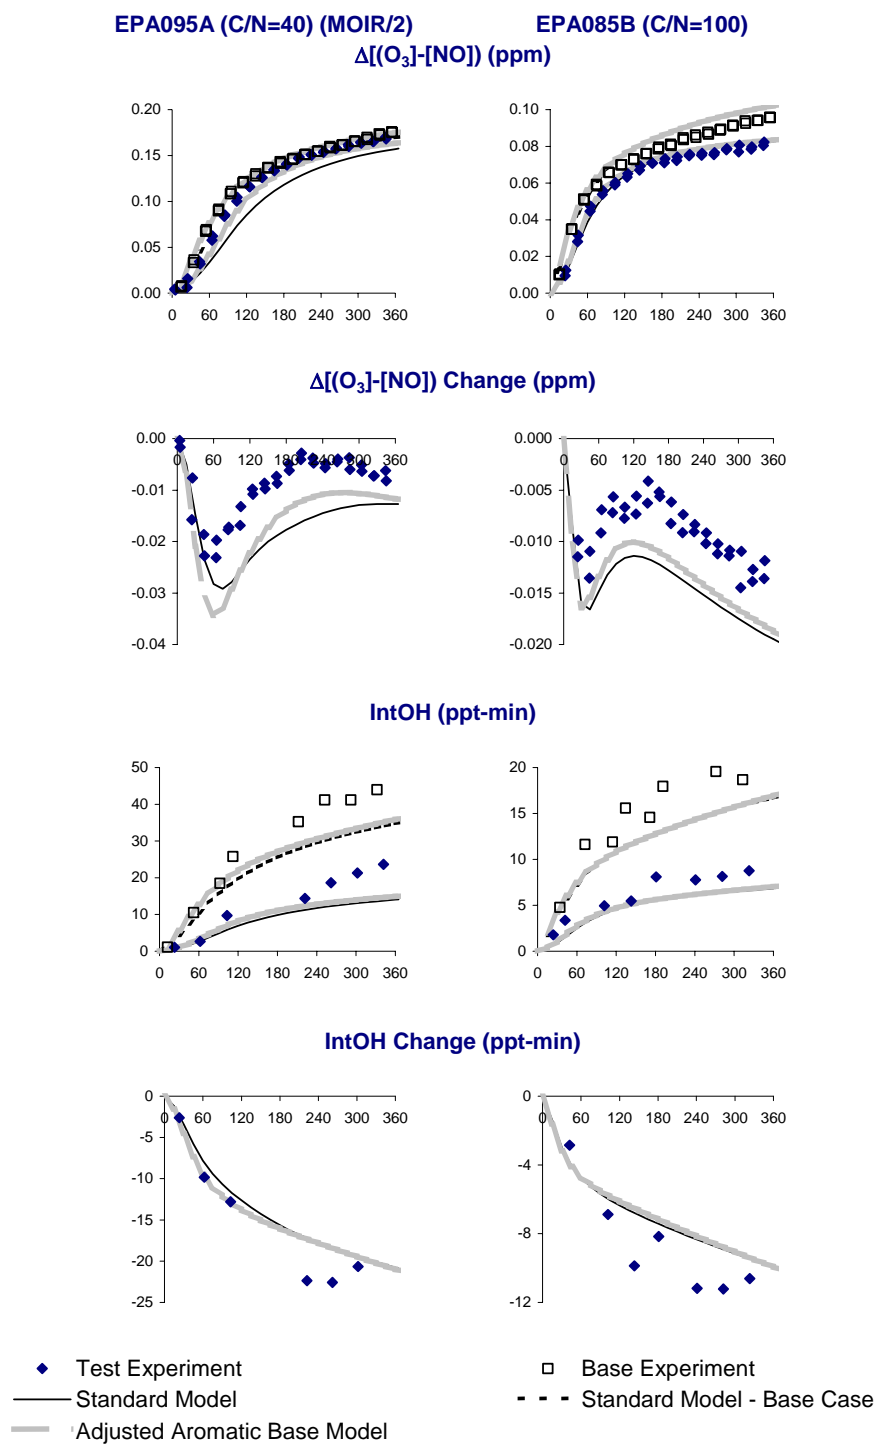 EPA095A (C/N=40) (MOIR/2) EPA085B (C/N=100)
Δ[(O3]-[NO]) (ppm)
0.20 0.10
0.15 0.08
0.06
0.10
0.04
0.05
0.02
0.00 0.00
0 60 120 180 240 300 360 0 60 120 180 240 300 360
Δ[(O3]-[NO]) Change (ppm)
0.00 0.000
0 60 120 180 240 300 360 0 60 120 180 240 300 360
-0.01 -0.005
-0.02 -0.010
-0.03 -0.015
-0.04 -0.020
IntOH (ppt-min)
50 20
40
15
30
10
20
5
10
0 0
0 60 120 180 240 300 360 0 60 120 180 240 300 360
IntOH Change (ppt-min)
0 0
0 60 120 180 240 300 360 0 60 120 180 240 300 360
-5
-4
-10
-15
-8
-20
-25 -12
Test Experiment Base Experiment
Standard Model Standard Model - Base Case
Adjusted Aromatic Base Model